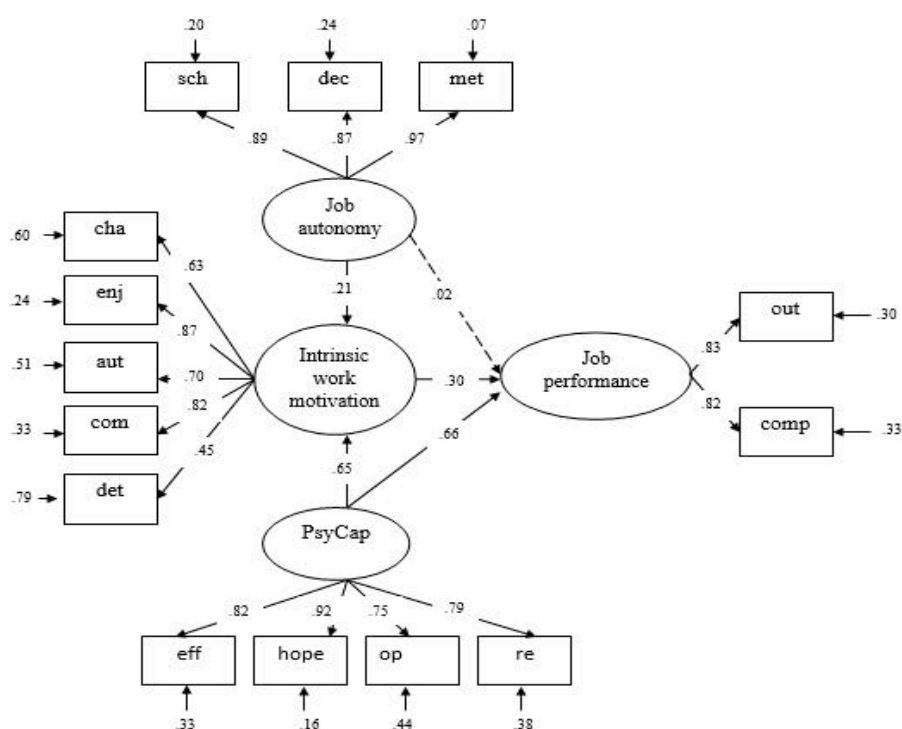 .20 .24 .07
sch dec met
.89 .87 .97
Job
autonomy
cha
.60
.63
.21
.02
enj
.24
.87
out
.30
.83
aut
.51
.70
Intrinsic
work
motivation
.30
Job
performance
com
.33
.82
.82
comp
.33
.45
.66
det
.79
.65
PsyCap
.82 .92 .75 .79
eff hope op re
.33 .16 .44 .38